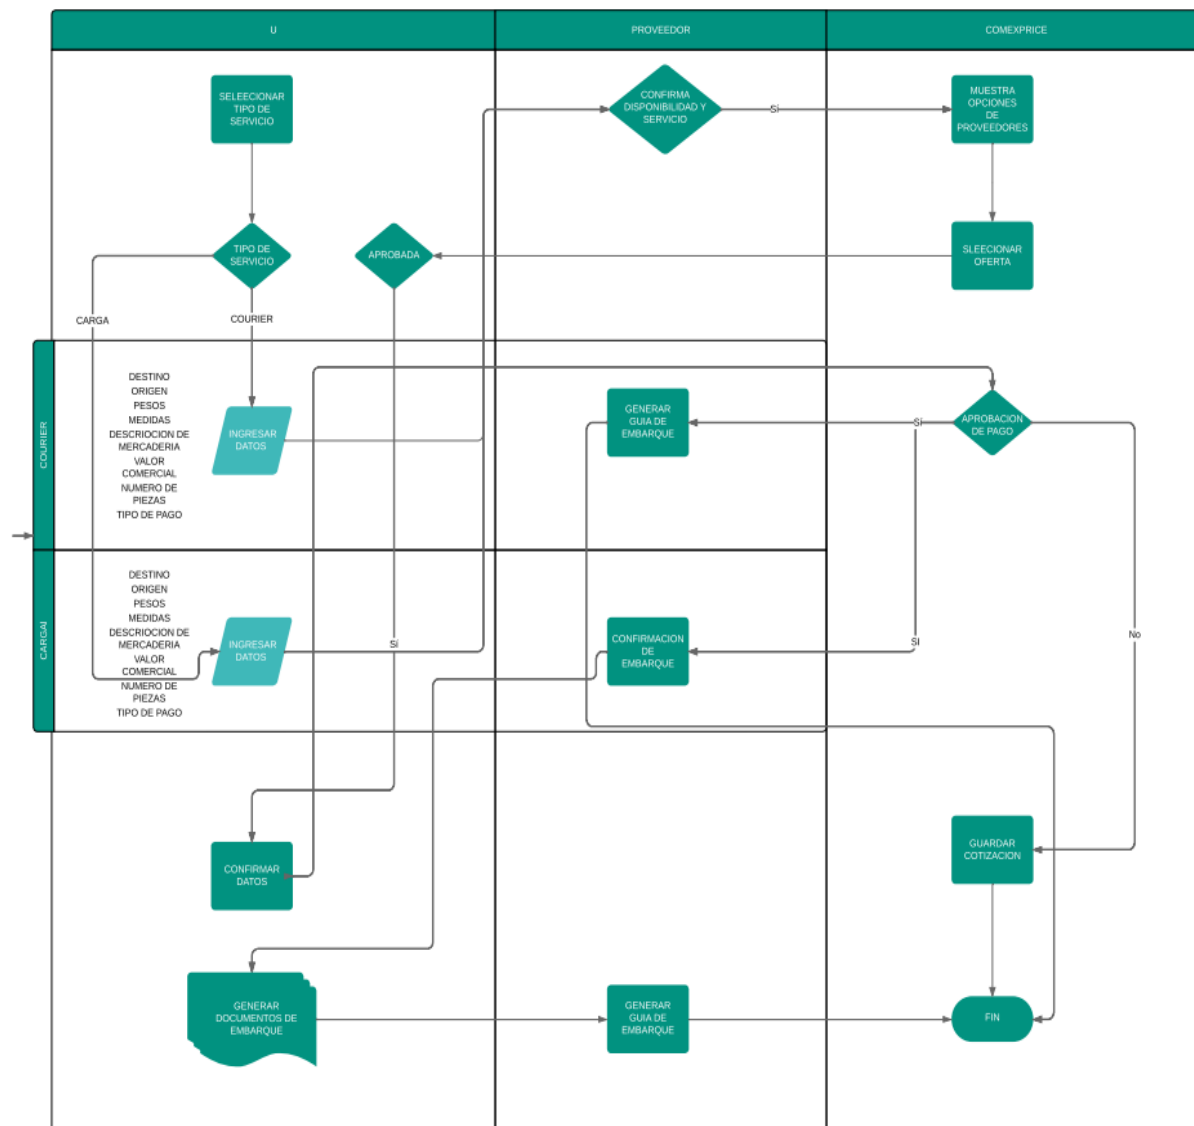 U
PROVEEDOR
COMEXPRICE
SELEECIONAR
TIPO DE
SERVICIO
CONFIRMA
DISPONIBILIDAD Y
SERVICIO
Sí
MUESTRA
OPCIONES
DE
PROVEEDORES
TIPO DE
SERVICIO
APROBADA
SLEECIONAR
OFERTA
CARGA
COURIER
COURIER
DESTINO
ORIGEN
PESOS
MEDIDAS
DESCRIOCION DE
MERCADERIA
VALOR
COMERCIAL
NUMERO DE
PIEZAS
TIPO DE PAGO
INGRESAR
DATOS
GENERAR
GUIA DE
EMBARQUE
Sí
APROBACION
DE PAGO
CARGAI
DESTINO
ORIGEN
PESOS
MEDIDAS
DESCRIOCION DE
MERCADERIA
VALOR
COMERCIAL
NUMERO DE
PIEZAS
TIPO DE PAGO
INGRESAR
DATOS
Sí
CONFIRMACION
DE
EMBARQUE
SI
No
CONFIRMAR
DATOS
GUARDAR
COTIZACION
GENERAR
DOCUMENTOS DE
EMBARQUE
GENERAR
GUIA DE
EMBARQUE
FIN